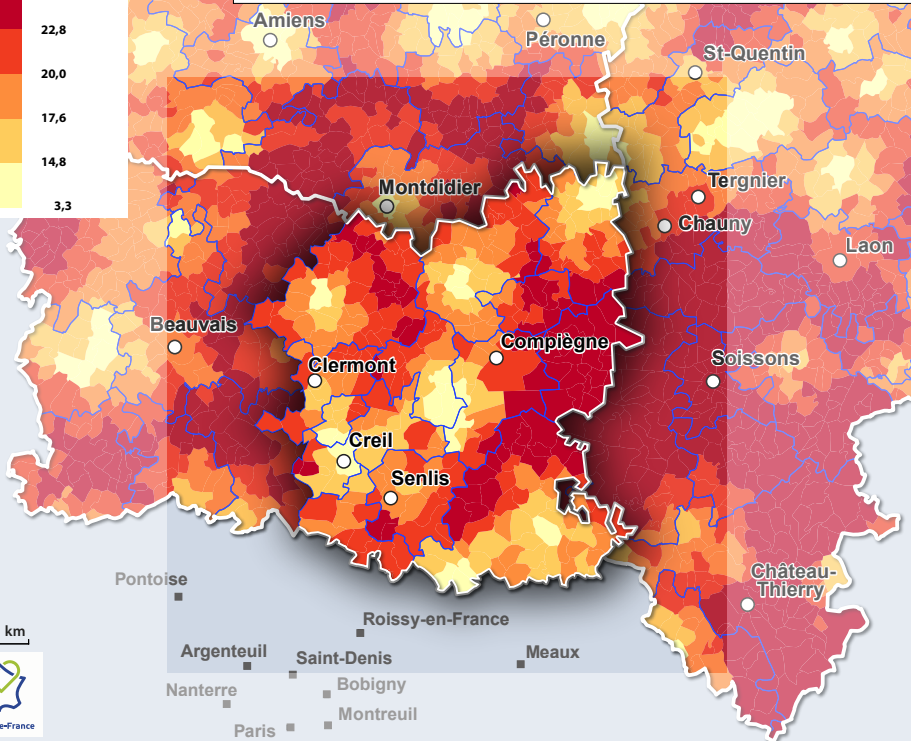 Amiens
Péronne
St-Quentin
22,8
20,0
17,6
14,8
3,3
Montdidier
Tergnier
Chauny
Laon
Beauvais
Compiègne
Clermont
Soissons
Creil
Senlis
Château-
Thierry
Pontoise
Roissy-en-France
km
Argenteuil
Saint-Denis
Meaux
Nanterre
Bobigny
Montreuil
Paris
e-France